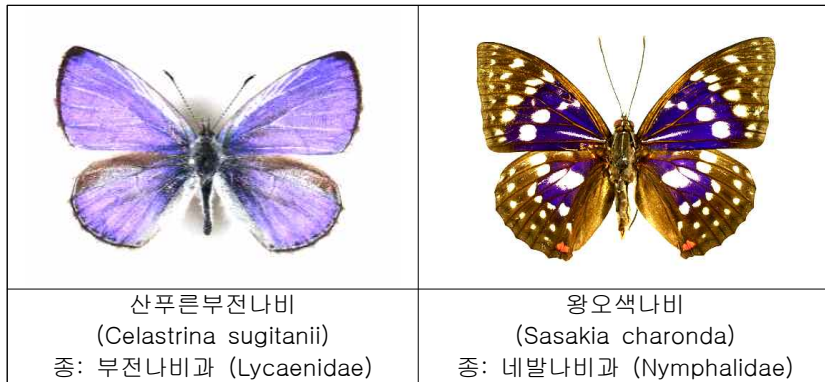 산푸른부전나비
(Celastrina sugitanii)
종: 부전나비과 (Lycaenidae)
왕오색나비
(Sasakia charonda)
종: 네발나비과 (Nymphalidae)